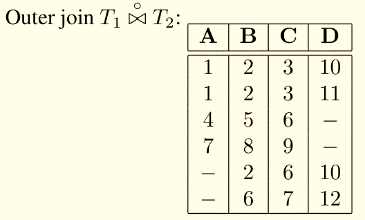 Outer join T₁ ⟗ T₂:
A B C D
1 2 3 10
1 2 3 11
4 5 6 –
7 8 9 –
– 2 6 10
– 6 7 12